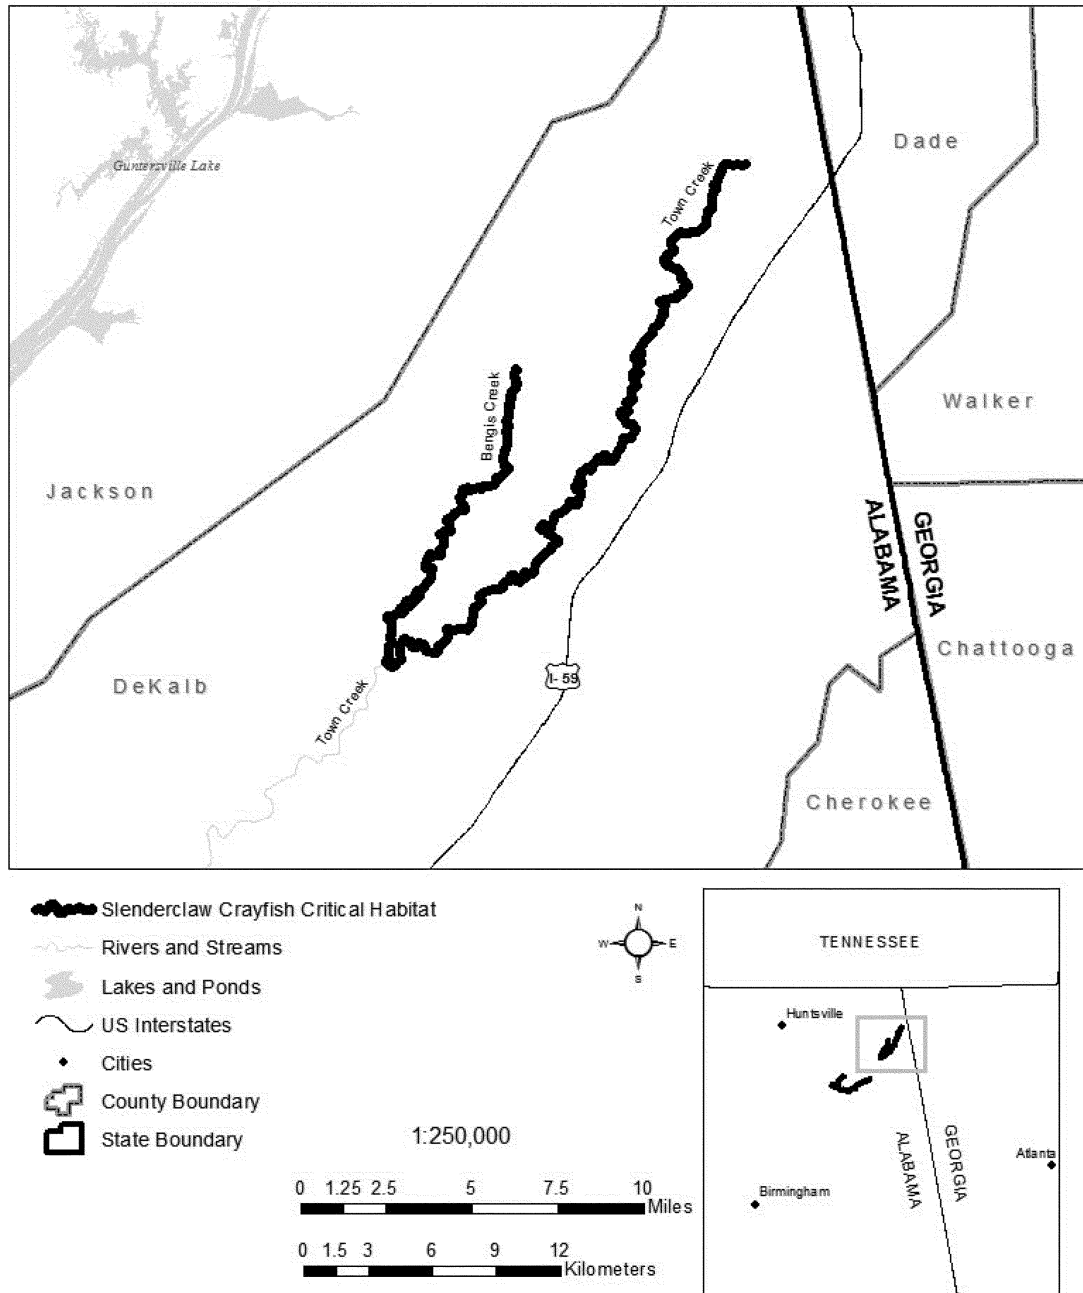 Guntersville Lake
Town Creek
Dade
Bengis Creek
Walker
Jackson
ALABAMA
GEORGIA
Chattooga
I- 59
DeKalb
Town Creek
Cherokee
Slenderclaw Crayfish Critical Habitat
Rivers and Streams
Lakes and Ponds
US Interstates
Cities
County Boundary
State Boundary
N
W
E
S
1:250,000
0 1.25 2.5 5 7.5 10
Miles
0 1.5 3 6 9 12
Kilometers
TENNESSEE
Huntsville
ALABAMA
GEORGIA
Atlanta
Birmingham